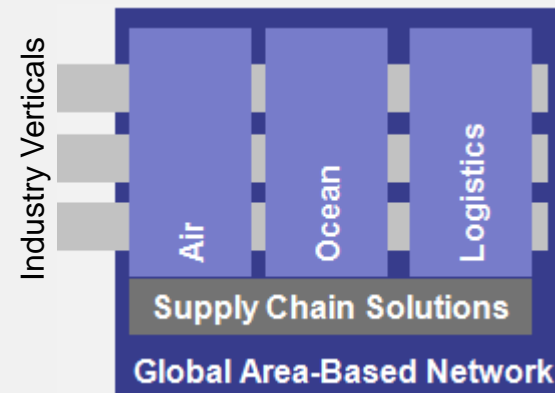 Industry Verticals
Air
Ocean
Logistics
Supply Chain Solutions
Global Area-Based Network